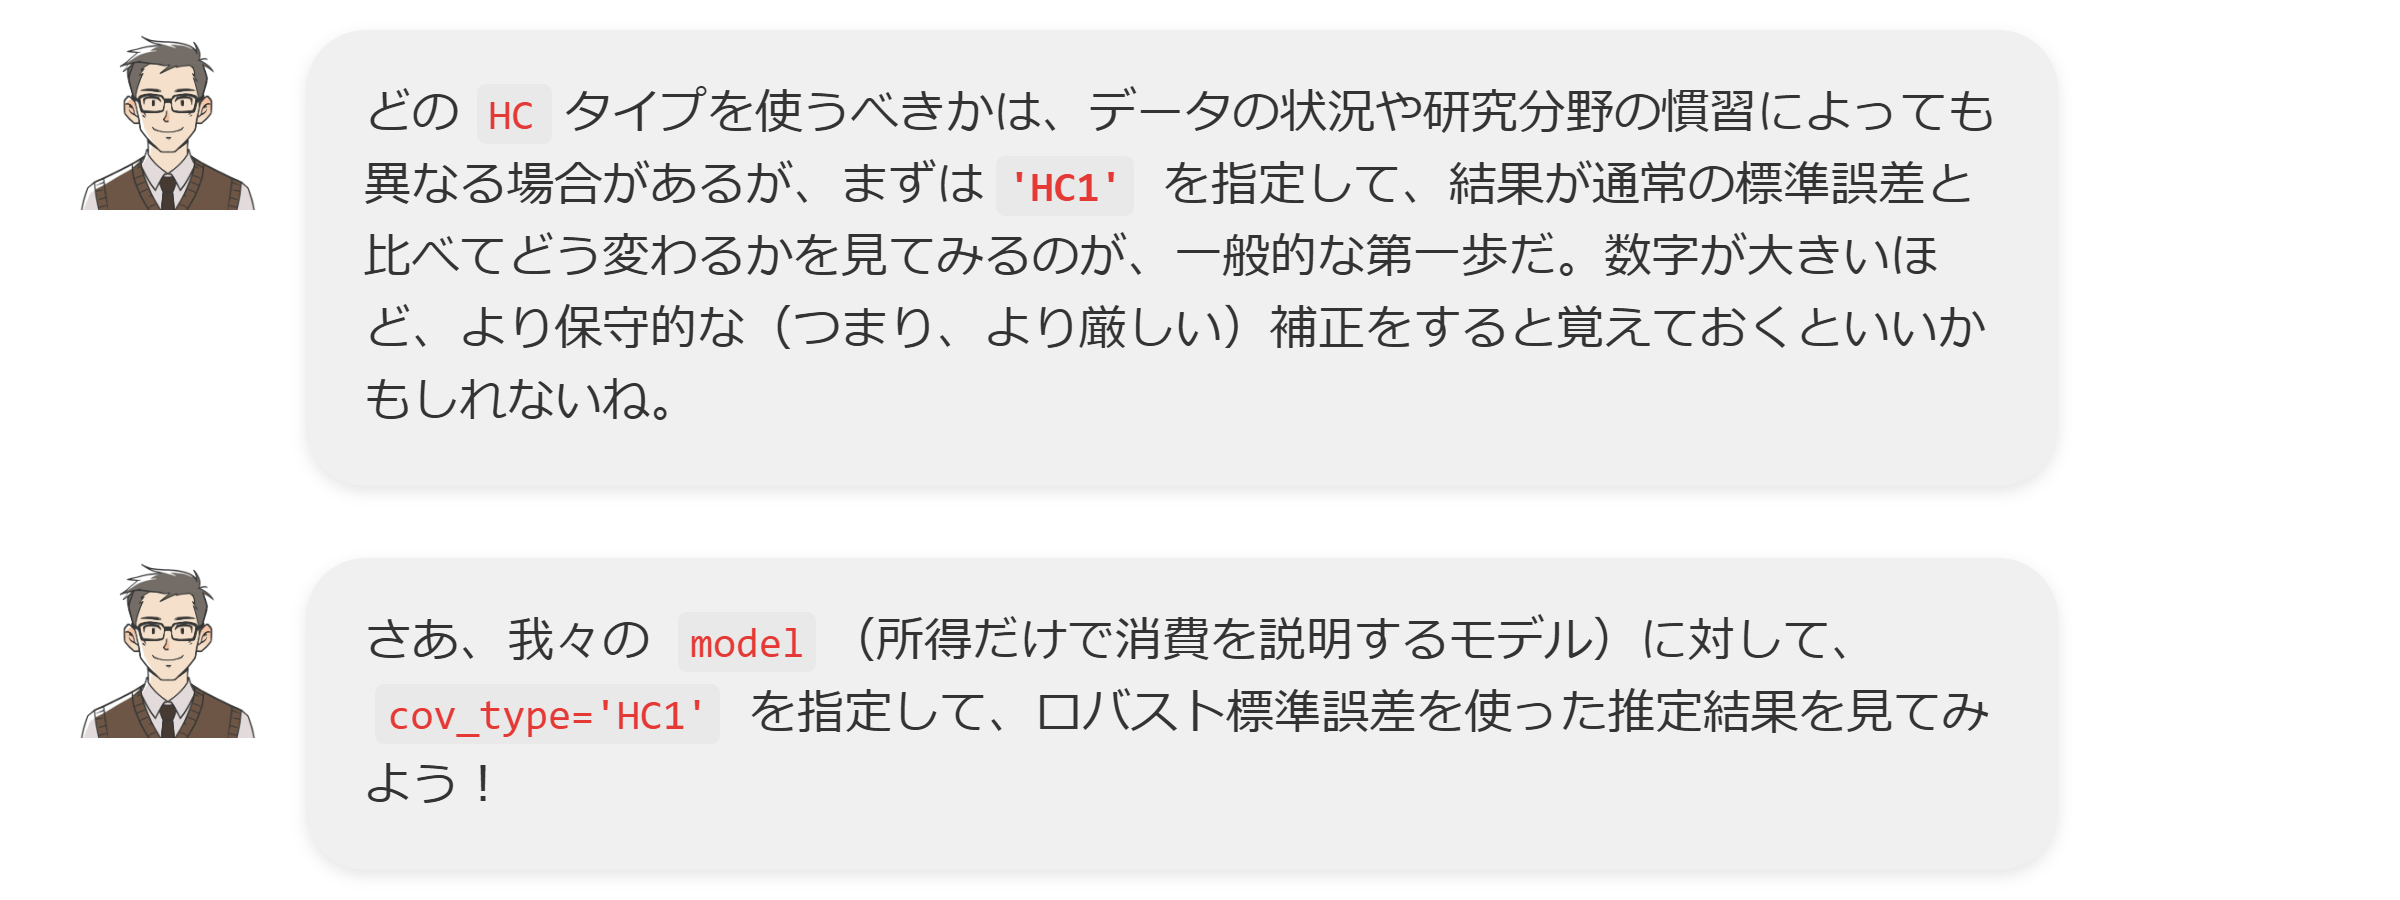 どの HC タイプを使うべきかは、データの状況や研究分野の慣習によっても
異なる場合があるが、まずは 'HC1' を指定して、結果が通常の標準誤差と
比べてどう変わるかを見てみるのが、一般的な第一歩だ。数字が大きいほ
ど、より保守的な（つまり、より厳しい）補正をすると覚えておくといいか
もしれないね。
さあ、我々の model （所得だけで消費を説明するモデル）に対して、
cov_type='HC1' を指定して、ロバスト標準誤差を使った推定結果を見てみ
よう！